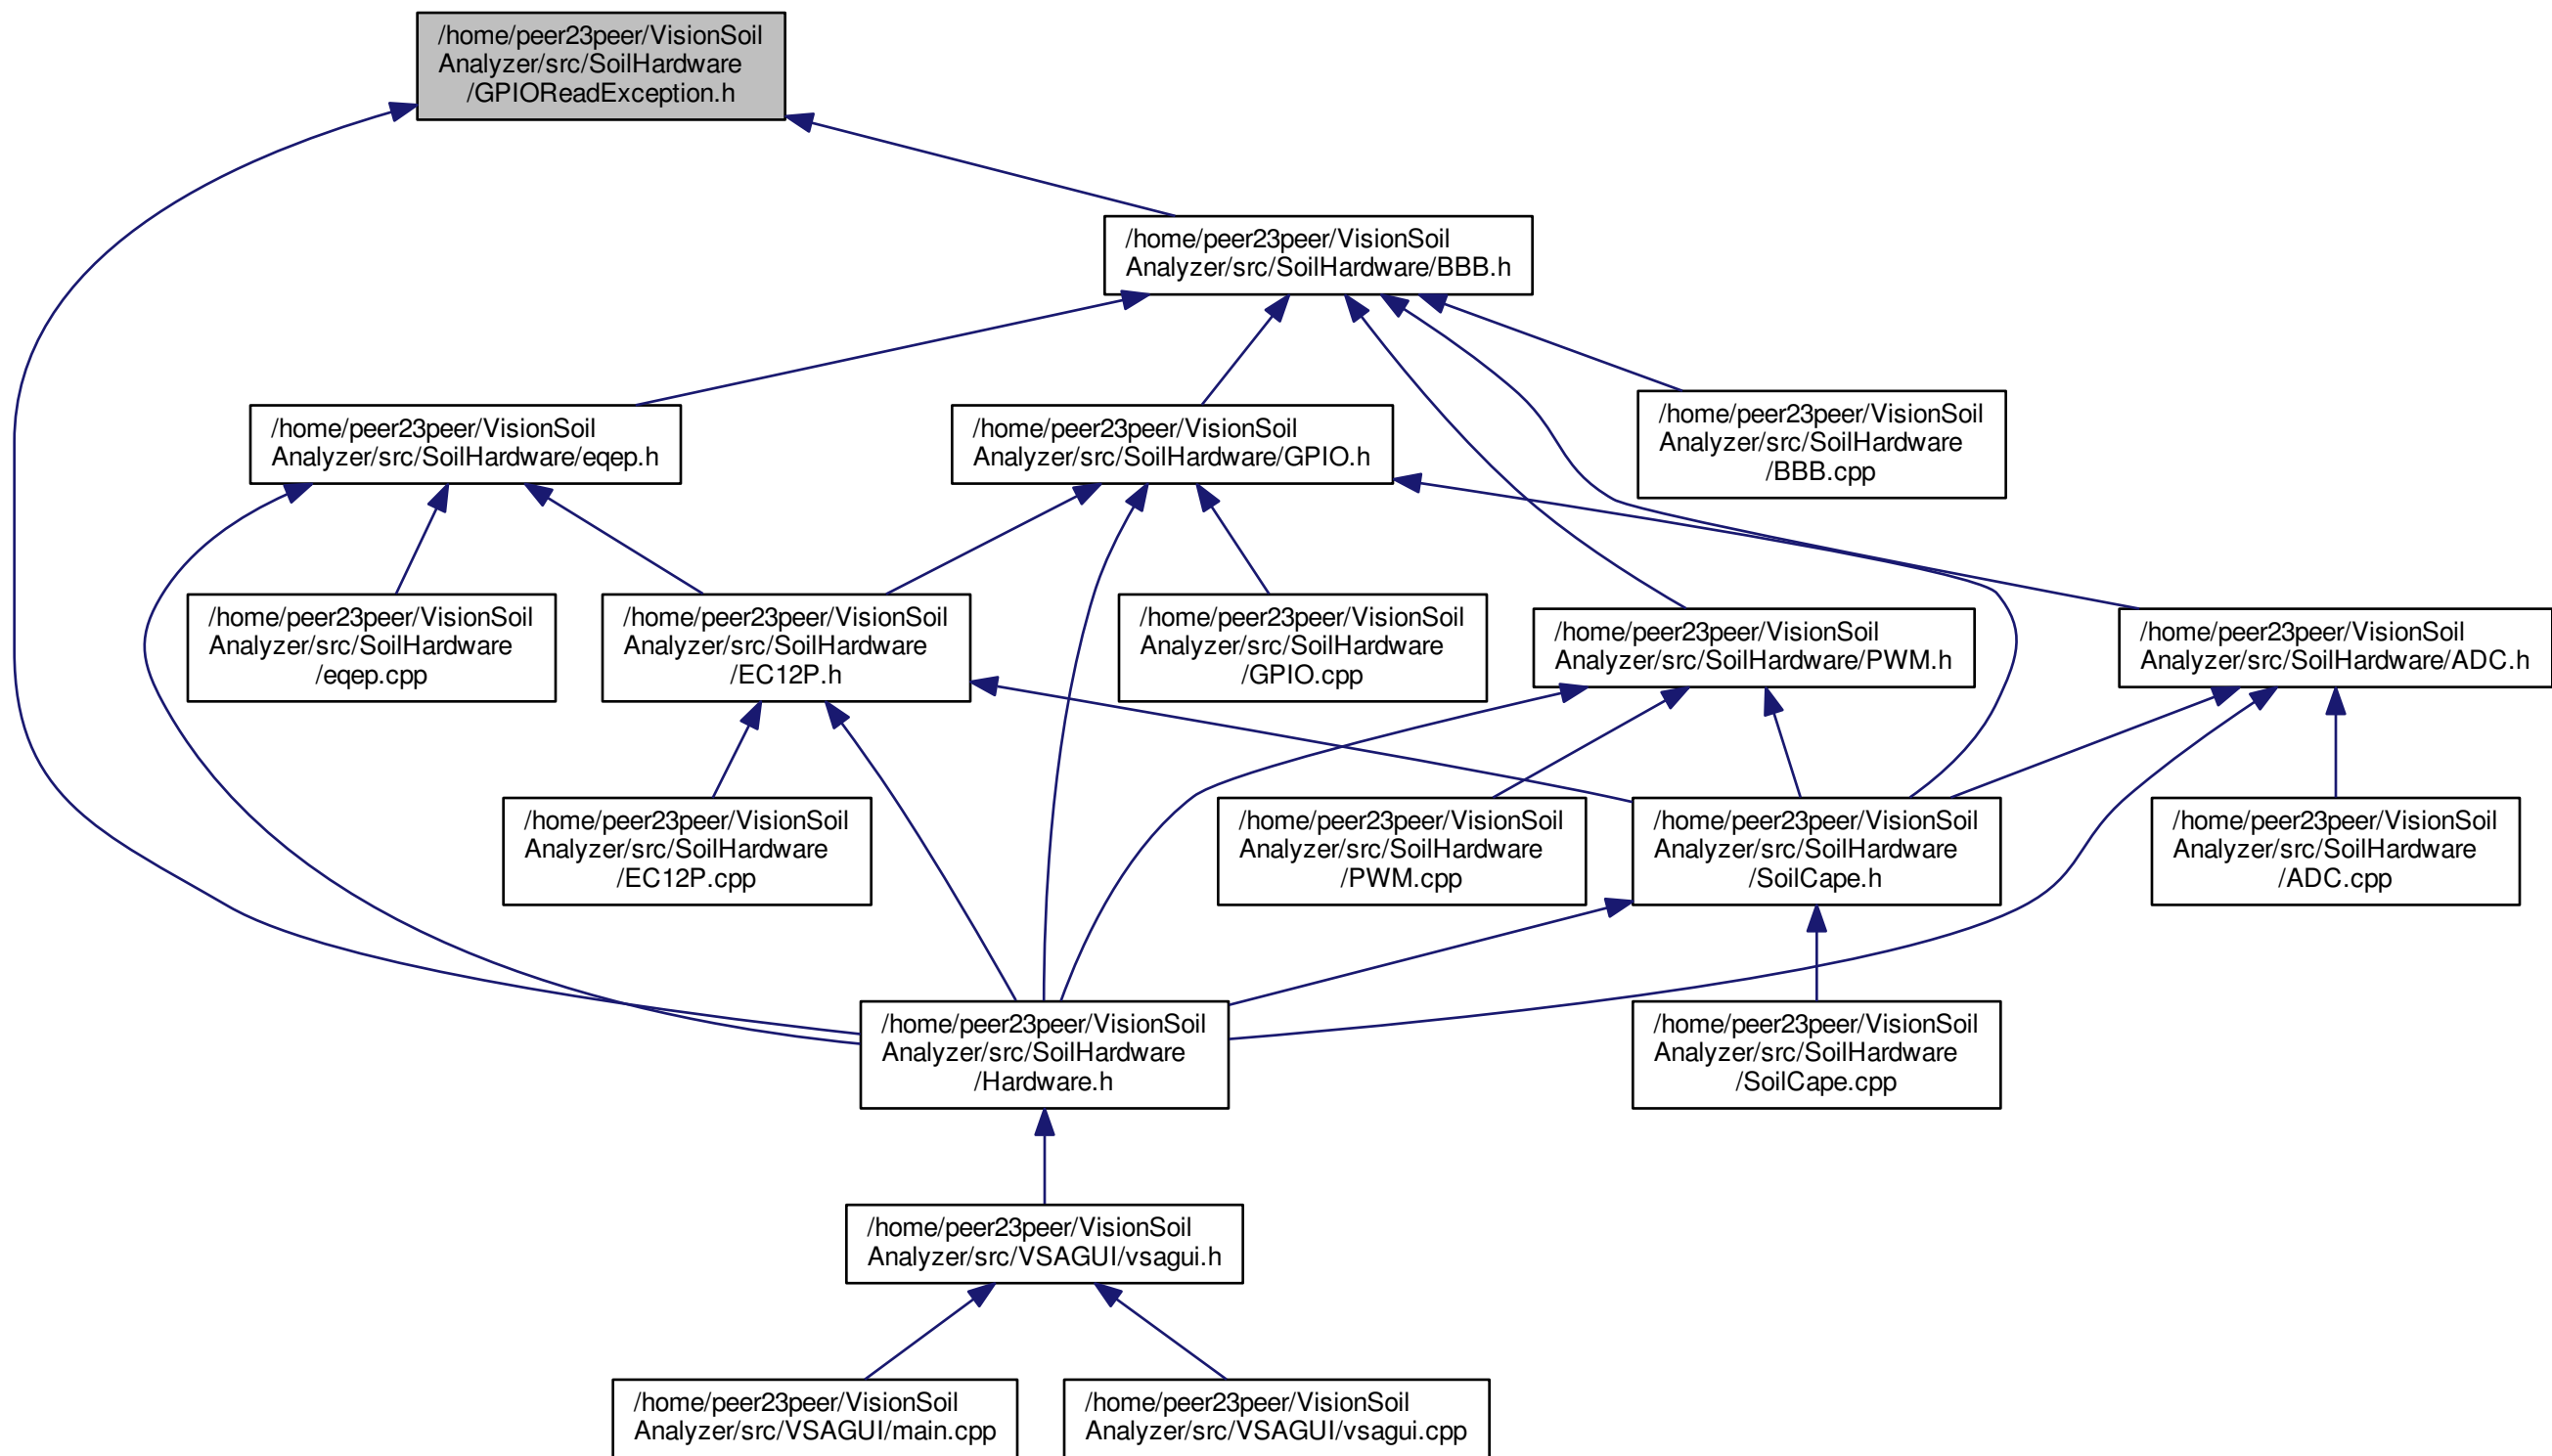 /home/peer23peer/VisionSoil
Analyzer/src/SoilHardware
/GPIOReadException.h
/home/peer23peer/VisionSoil
Analyzer/src/SoilHardware/BBB.h
/home/peer23peer/VisionSoil
Analyzer/src/SoilHardware/eqep.h
/home/peer23peer/VisionSoil
Analyzer/src/SoilHardware/GPIO.h
/home/peer23peer/VisionSoil
Analyzer/src/SoilHardware
/BBB.cpp
/home/peer23peer/VisionSoil
Analyzer/src/SoilHardware
/eqep.cpp
/home/peer23peer/VisionSoil
Analyzer/src/SoilHardware
/EC12P.h
/home/peer23peer/VisionSoil
Analyzer/src/SoilHardware
/GPIO.cpp
/home/peer23peer/VisionSoil
Analyzer/src/SoilHardware/PWM.h
/home/peer23peer/VisionSoil
Analyzer/src/SoilHardware/ADC.h
/home/peer23peer/VisionSoil
Analyzer/src/SoilHardware
/EC12P.cpp
/home/peer23peer/VisionSoil
Analyzer/src/SoilHardware
/PWM.cpp
/home/peer23peer/VisionSoil
Analyzer/src/SoilHardware
/SoilCape.h
/home/peer23peer/VisionSoil
Analyzer/src/SoilHardware
/ADC.cpp
/home/peer23peer/VisionSoil
Analyzer/src/SoilHardware
/Hardware.h
/home/peer23peer/VisionSoil
Analyzer/src/SoilHardware
/SoilCape.cpp
/home/peer23peer/VisionSoil
Analyzer/src/VSAGUI/vsagui.h
/home/peer23peer/VisionSoil
Analyzer/src/VSAGUI/main.cpp
/home/peer23peer/VisionSoil
Analyzer/src/VSAGUI/vsagui.cpp